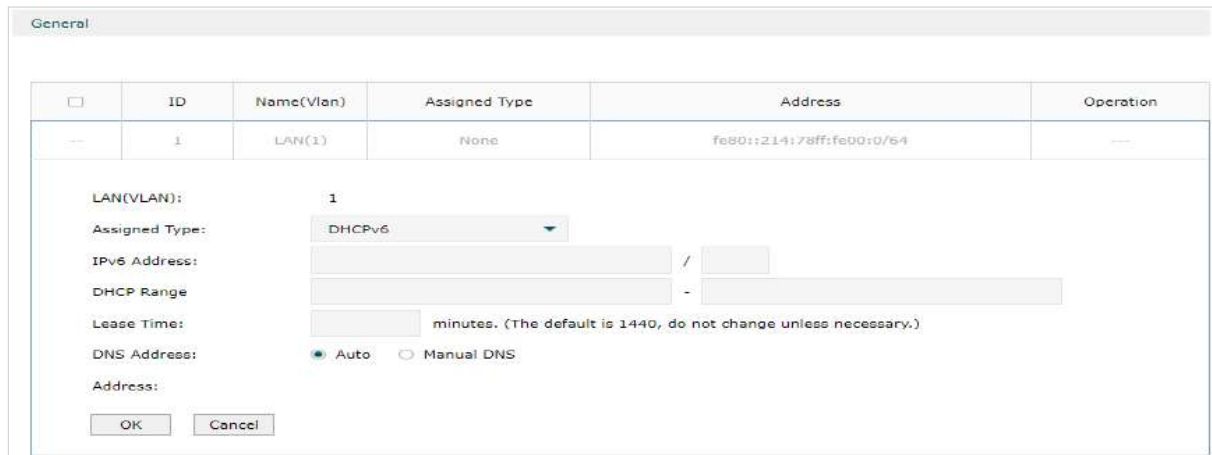 General
ID Name(Vlan) Assigned Type Address Operation
--- 1 LAN(1) None fe80::214:78ff:fe00:0/64 ---
LAN(VLAN): 1
Assigned Type: DHCPv6
IPv6 Address: /
DHCP Range -
Lease Time: minutes. (The default is 1440, do not change unless necessary.)
DNS Address: Auto Manual DNS
Address:
OK Cancel